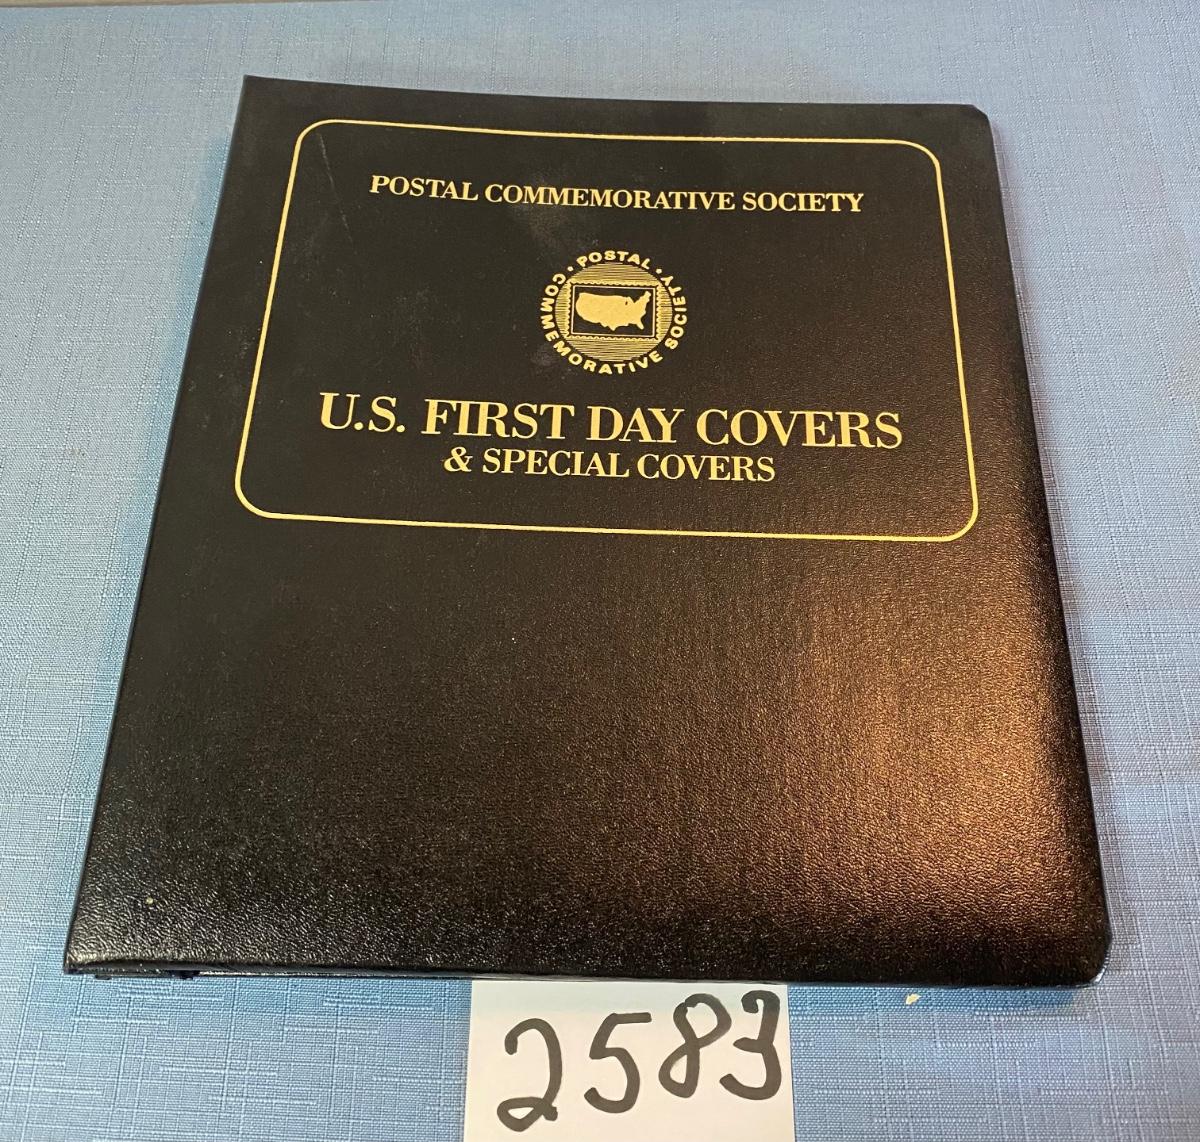 POSTAL COMMEMORATIVE SOCIETY
• POSTAL •
COMMEMORATIVE SOCIETY
U.S. FIRST DAY COVERS
& SPECIAL COVERS
2583